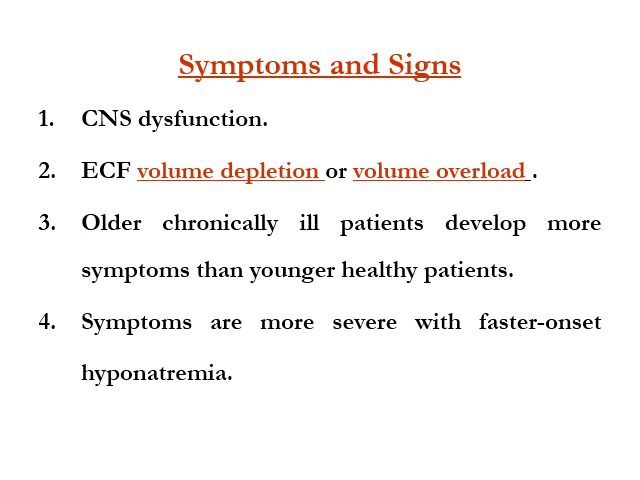 Symptoms and Signs
1. CNS dysfunction.
2. ECF volume depletion or volume overload .
3. Older chronically ill patients develop more
symptoms than younger healthy patients.
4. Symptoms are more severe with faster-onset
hyponatremia.